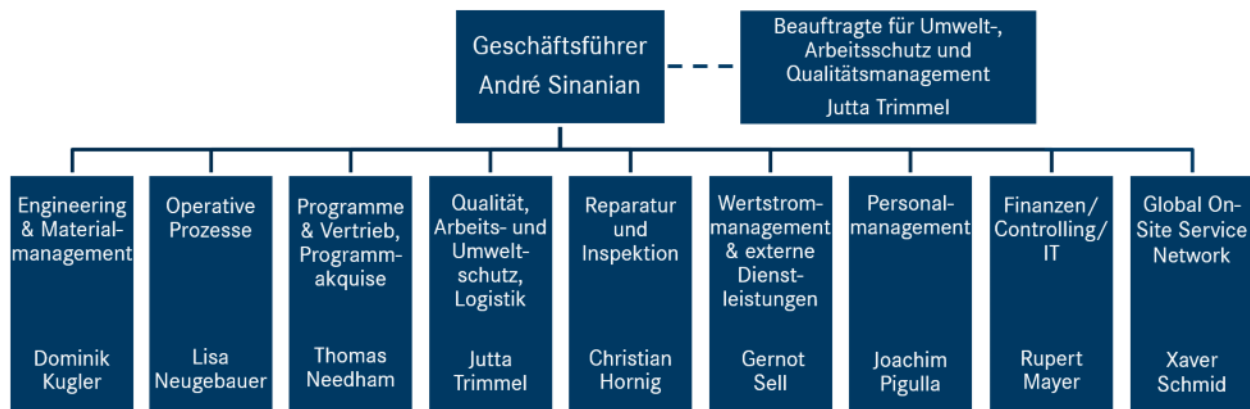 Geschäftsführer
André Sinanian
Beauftragte für Umwelt-,
Arbeitsschutz und
Qualitätsmanagement
Jutta Trimmel
Engineering
& Material-
management
Dominik
Kugler
Operative
Prozesse
Lisa
Neugebauer
Programme
& Vertrieb,
Programm-
akquise
Thomas
Needham
Qualität,
Arbeits- und
Umwelt-
schutz,
Logistik
Jutta
Trimmel
Reparatur
und
Inspektion
Christian
Hornig
Wertstrom-
management
& externe
Dienst-
leistungen
Gernot
Sell
Personal-
management
Joachim
Pigulla
Finanzen/
Controlling/
IT
Rupert
Mayer
Global On-
Site Service
Network
Xaver
Schmid